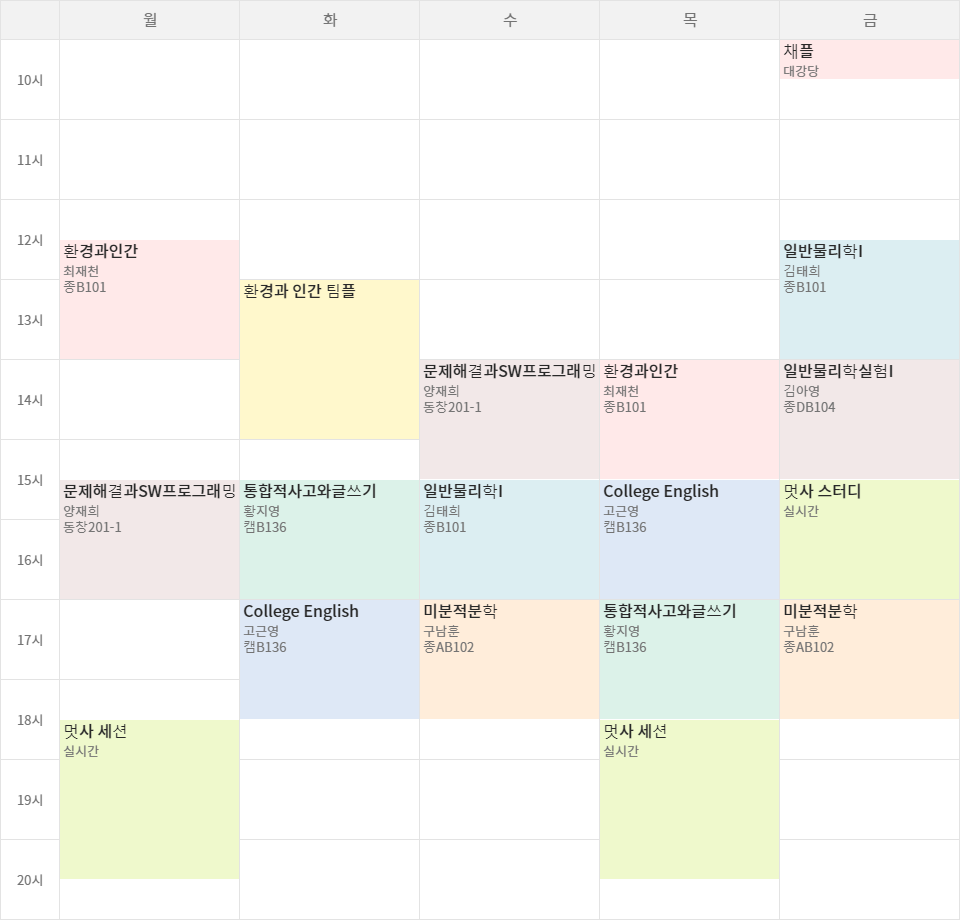 월 화 수 목 금
10시
채플
대강당
11시
12시
환경과인간
최재천
종B101
일반물리학I
김태희
종B101
환경과 인간 팀플
13시
문제해결과SW프로그래밍
양재희
동창201-1
환경과인간
최재천
종B101
일반물리학실험I
김아영
종DB104
14시
15시
문제해결과SW프로그래밍
양재희
동창201-1
통합적사고와글쓰기
황지영
캠B136
일반물리학I
김태희
종B101
College English
고근영
캠B136
멋사 스터디
실시간
16시
College English
고근영
캠B136
미분적분학
구남훈
종AB102
통합적사고와글쓰기
황지영
캠B136
미분적분학
구남훈
종AB102
17시
18시
멋사 세션
실시간
멋사 세션
실시간
19시
20시